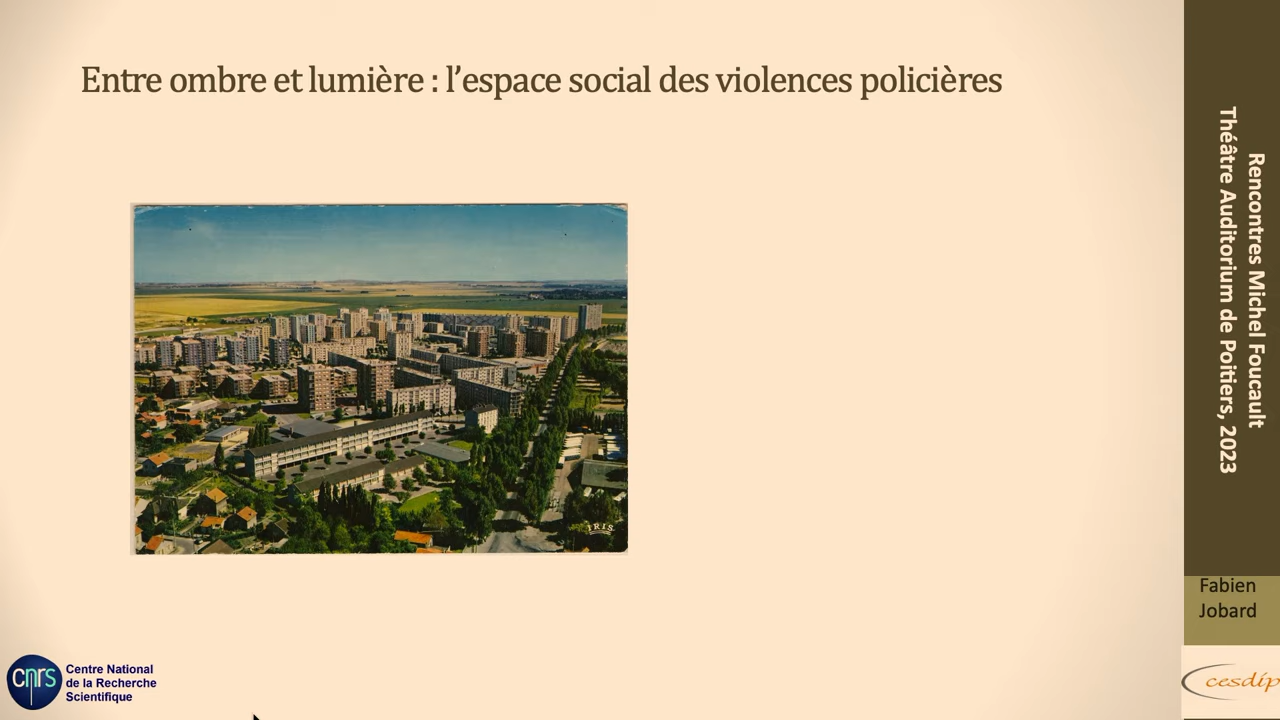 Entre ombre et lumière : l’espace social des violences policières
Rencontres Michel Foucault
Théâtre Auditorium de Poitiers, 2023
IRIS
Fabien
Jobard
cnrs
Centre National
de la Recherche
Scientifique
cesdip